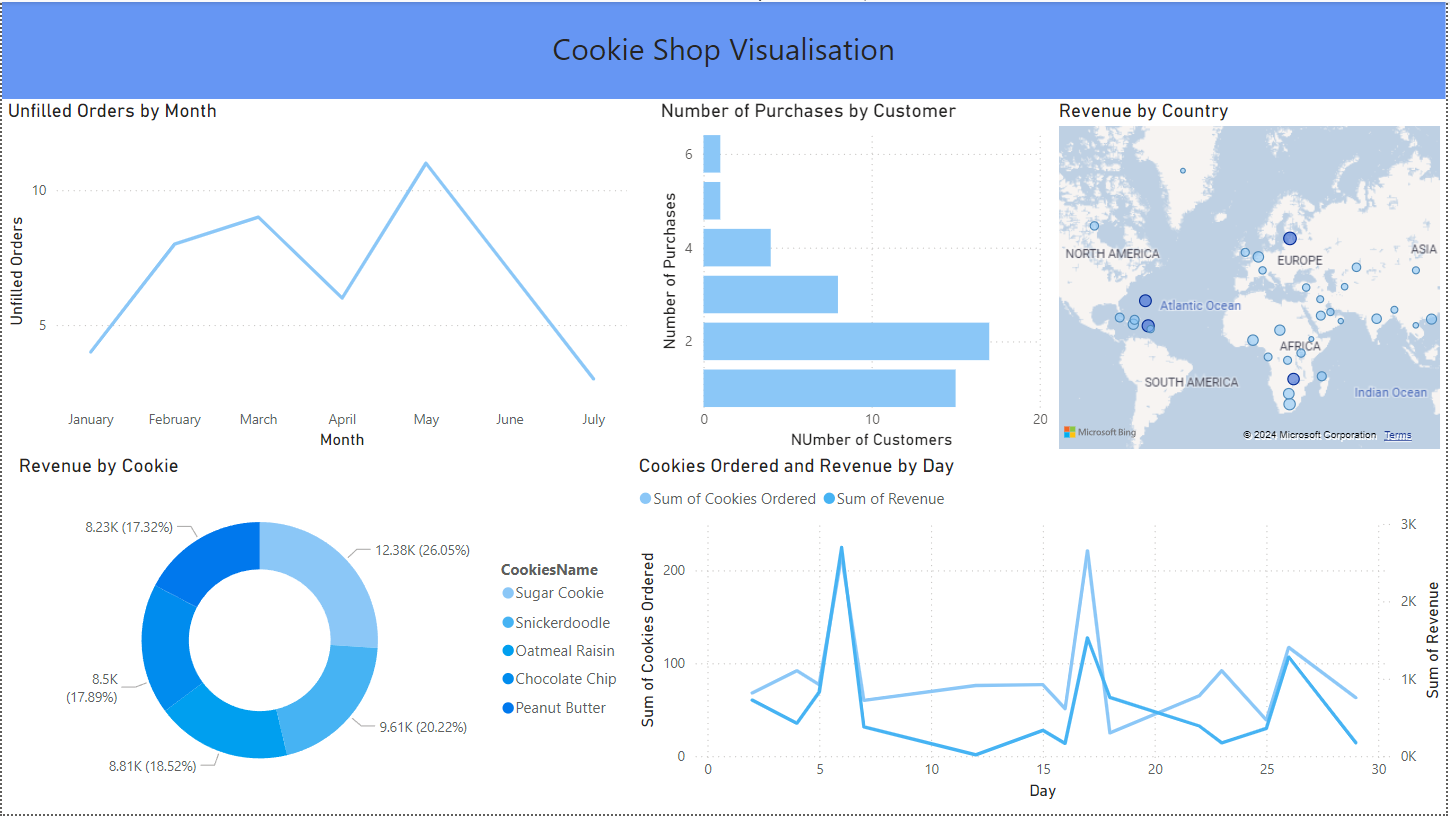 Cookie Shop Visualisation
Unfilled Orders by Month
Unfilled Orders
10
5
January February March April May June July
Month
Number of Purchases by Customer
Number of Purchases
6
4
2
0 10 20
NUmber of Customers
Revenue by Country
NORTH AMERICA
EUROPE
ASIA
Atlantic Ocean
AFRICA
SOUTH AMERICA
Indian Ocean
Microsoft Bing
© 2024 Microsoft Corporation Terms
Revenue by Cookie
8.23K (17.32%)
12.38K (26.05%)
8.5K
(17.89%)
9.61K (20.22%)
8.81K (18.52%)
CookiesName
Sugar Cookie
Snickerdoodle
Oatmeal Raisin
Chocolate Chip
Peanut Butter
Cookies Ordered and Revenue by Day
Sum of Cookies Ordered Sum of Revenue
Sum of Cookies Ordered
200
100
0
3K
2K
1K
0K
Sum of Revenue
0 5 10 15 20 25 30
Day